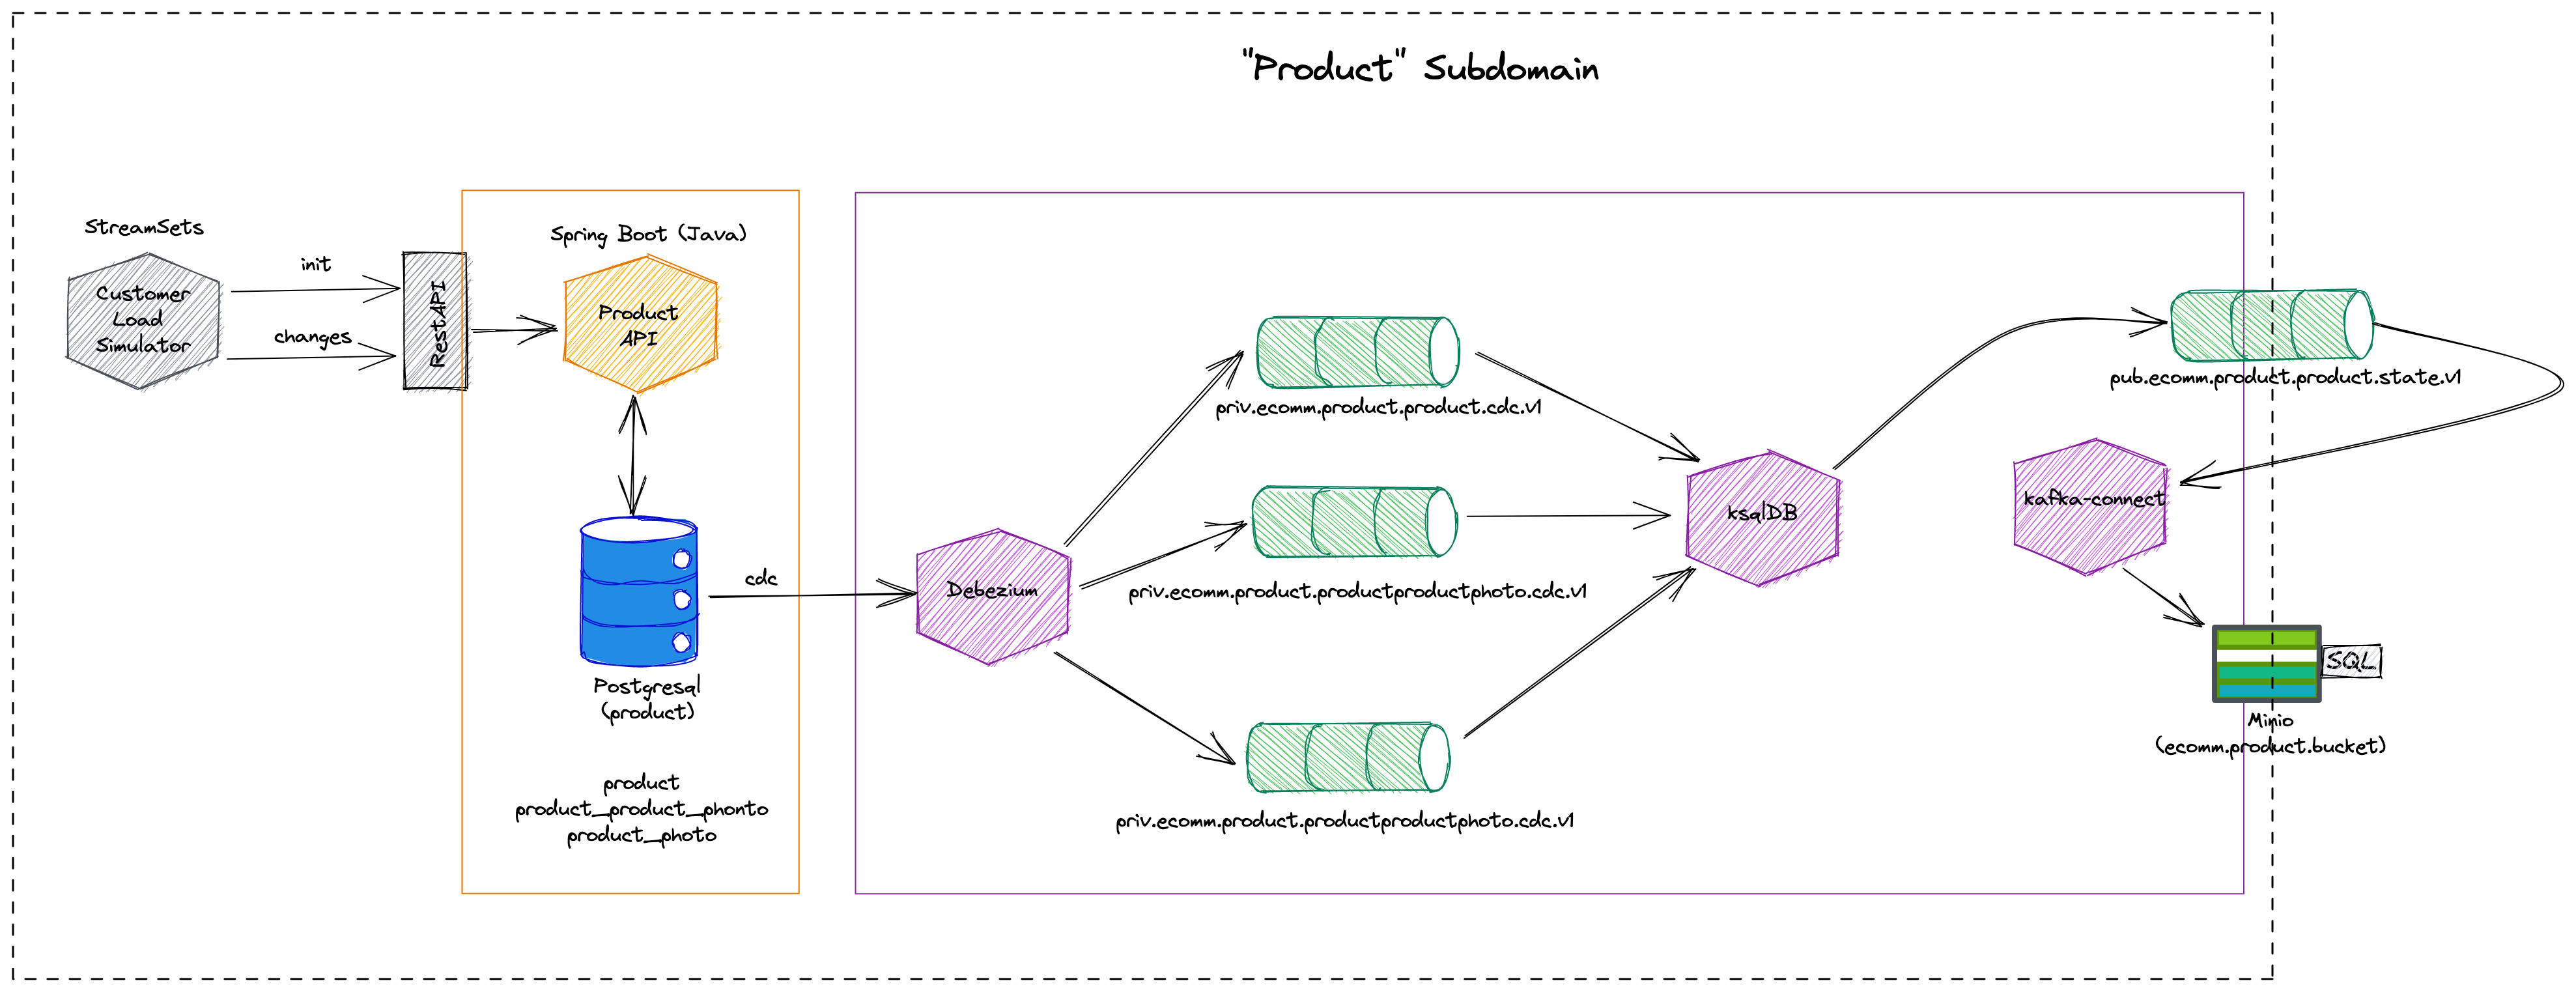 "Product" Subdomain
StreamSets
Customer
Load
Simulator
init
changes
RestAPI
Spring Boot (Java)
Product
API
Postgresql
(product)
product
product_product_phonto
product_photo
cdc
Debezium
priv.ecomm.product.product.cdc.v1
priv.ecomm.product.productproductphoto.cdc.v1
priv.ecomm.product.productproductphoto.cdc.v1
ksqlDB
pub.ecomm.product.product.state.v1
kafka-connect
SQL
Minio
(ecomm.product.bucket)